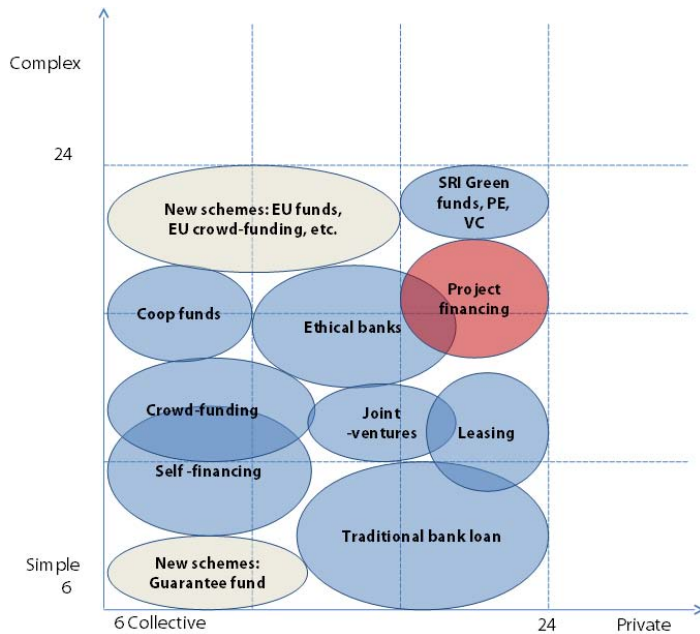 Complex
24
SRI Green
funds, PE,
VC
New schemes: EU funds,
EU crowd-funding, etc.
Project
financing
Coop funds
Ethical banks
Crowd-funding
Joint
-ventures
Leasing
Self -financing
Traditional bank loan
New schemes:
Guarantee fund
Simple
6
6 Collective
24
Private